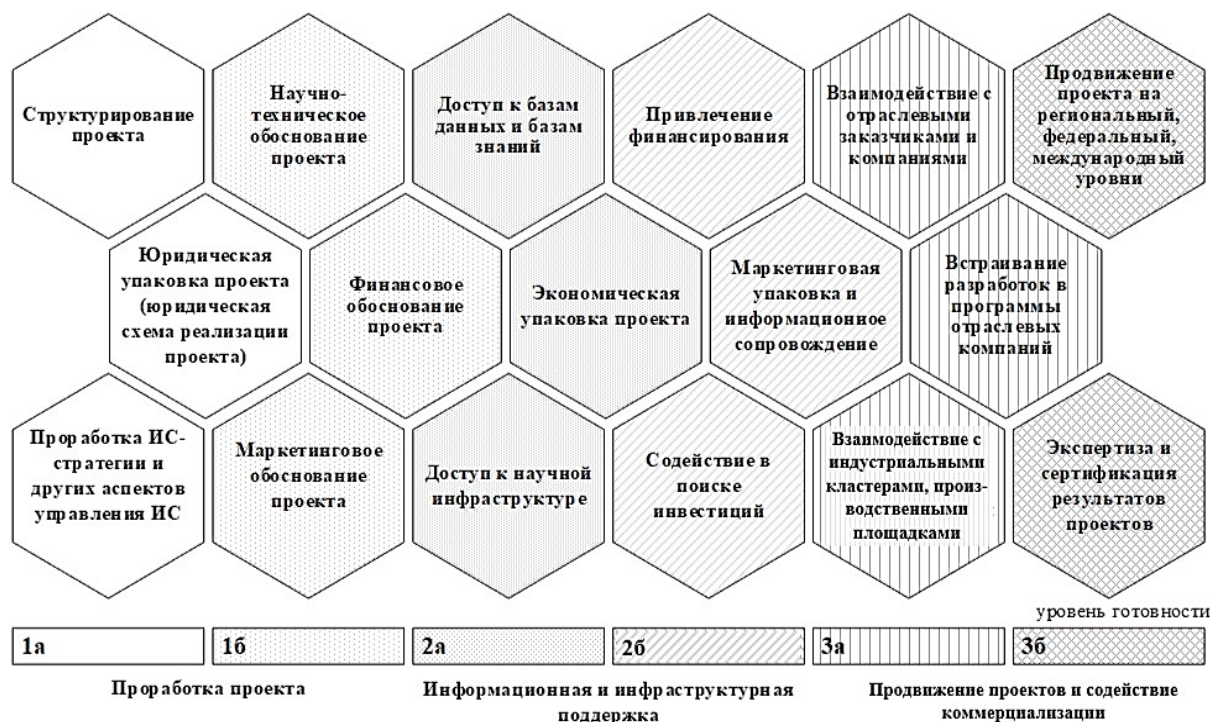 Структурирование
проекта
Научно-
техническое
обоснование
проекта
Доступ к базам
данных и базам
знаний
Привлечение
финансирования
Взаимодействие с
отраслевыми
заказчиками и
компаниями
Продвижение
проекта на
региональный,
федеральный,
международный
уровни
Юридическая
упаковка проекта
(юридическая
схема реализации
проекта)
Финансовое
обоснование
проекта
Экономическая
упаковка проекта
Маркетинговая
упаковка и
информационное
сопровождение
Встраивание
разработок в
программы
отраслевых
компаний
Проработка ИС-
стратегии и
других аспектов
управления ИС
Маркетинговое
обоснование
проекта
Доступ к научной
инфраструктуре
Содействие в
поиске
инвестиций
Взаимодействие с
индустриальными
кластерами, произ-
водственными
площадками
Экспертиза и
сертификация
результатов
проектов
уровень готовности
1а
1б
2а
2б
3а
3б
Проработка проекта
Информационная и инфраструктурная
поддержка
Продвижение проектов и содействие
коммерциализации